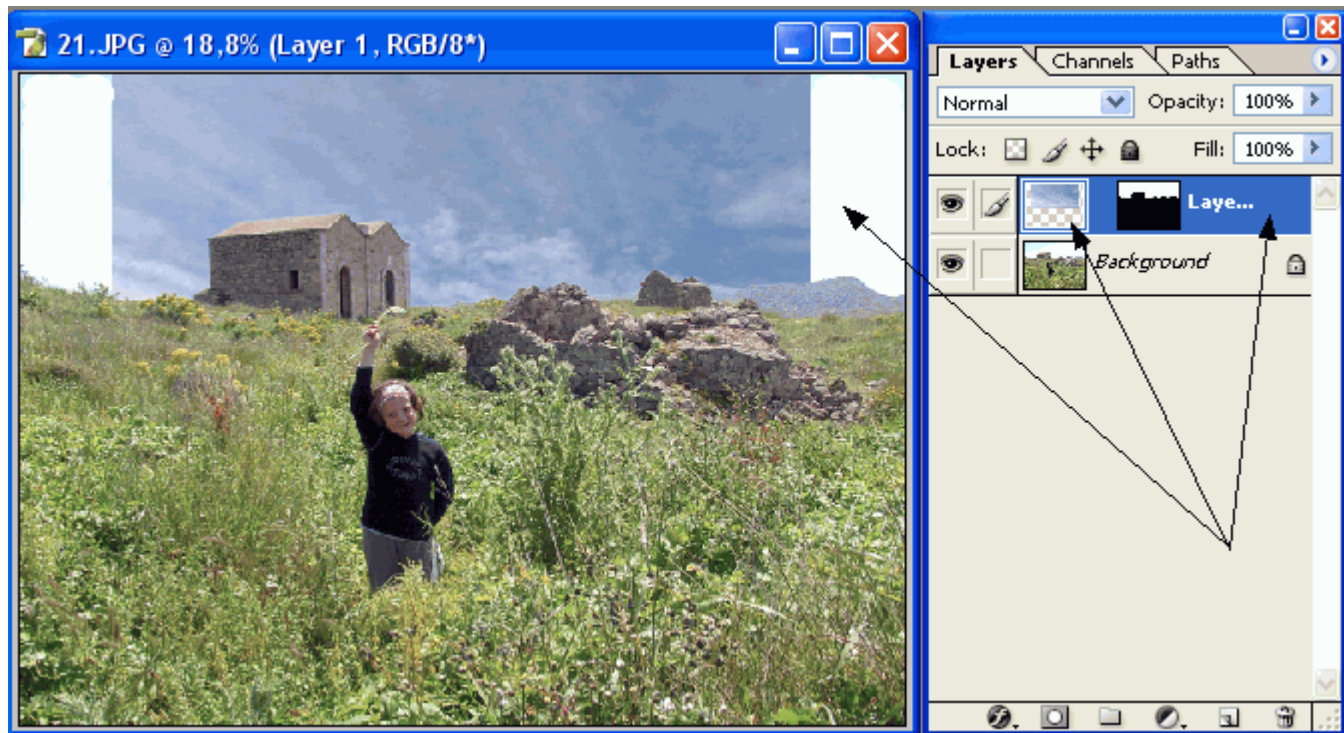 21.JPG @ 18,8% (Layer 1, RGB/8*)
Layers Channels Paths
Normal Opacity: 100%
Lock: Fill: 100%
Laye...
Background